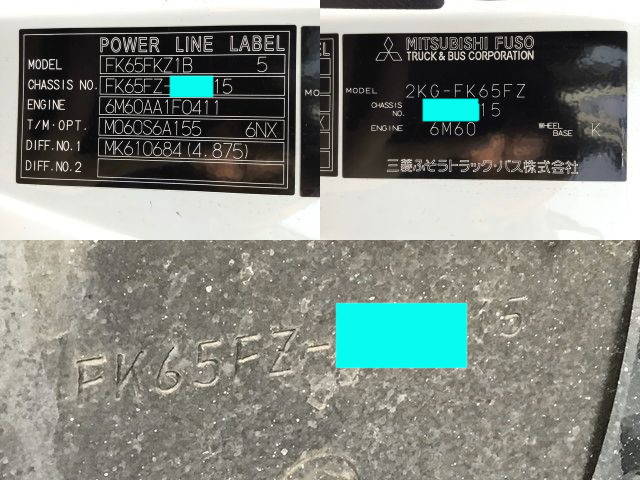 POWER LINE LABEL
MODEL FK65FKZ1B 5
CHASSIS NO. FK65FZ- 15
ENGINE 6M60AA1F0411
T/M·OPT. M060S6A155 6NX
DIFF.NO.1 MK610684(4.875)
DIFF.NO.2
MO
MITSUBISHI FUSO
TRUCK & BUS CORPORATION
MODEL 2KG-FK65FZ
CHASSIS NO. 15
ENGINE 6M60 WHEEL BASE K
三菱ふそうトラック・バス株式会社
FK65FZ- 15